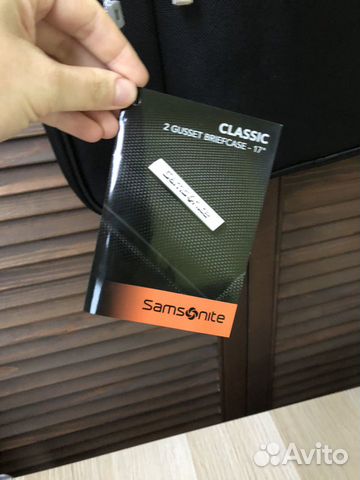 CLASSIC
2 GUSSET BRIEFCASE - 17"
Samsonite
Avito